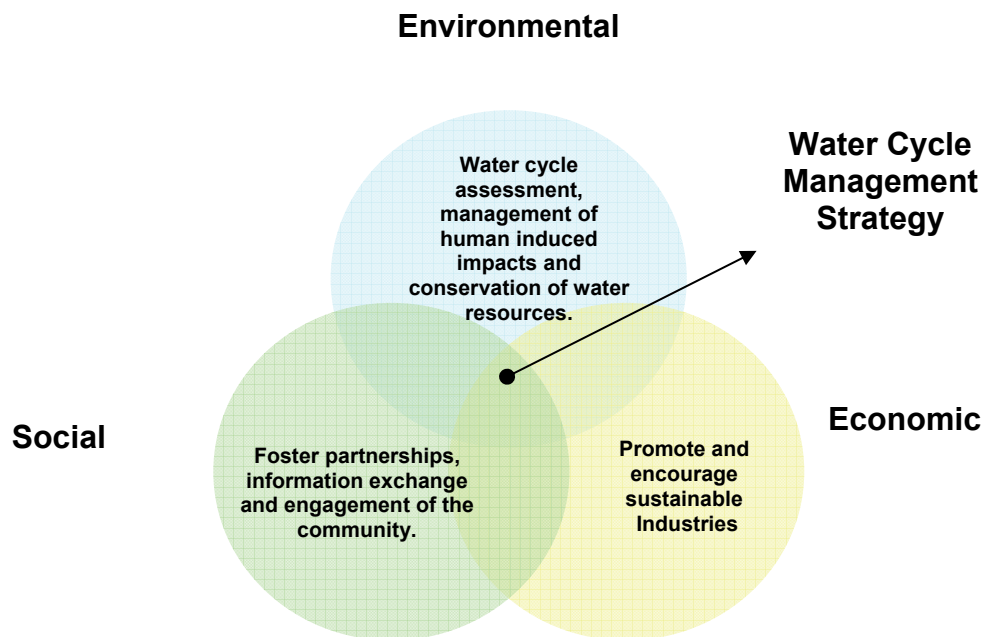 Environmental
Water cycle
assessment,
management of
human induced
impacts and
conservation of water
resources.
Water Cycle
Management
Strategy
Social
Foster partnerships,
information exchange
and engagement of the
community.
Economic
Promote and
encourage
sustainable
Industries